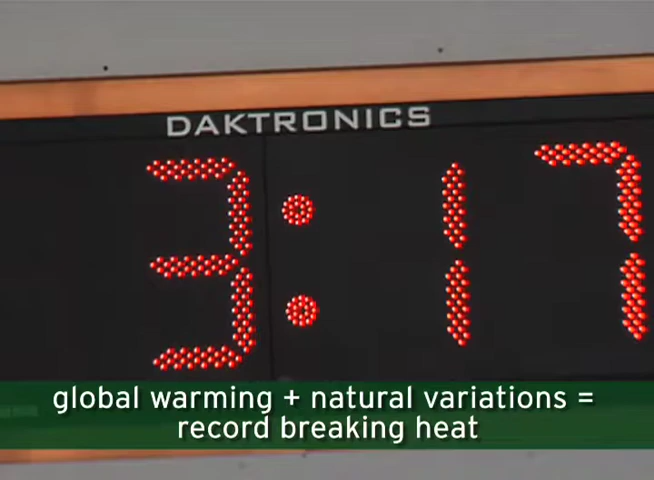 DAKTRONICS
3:17
global warming + natural variations =
record breaking heat